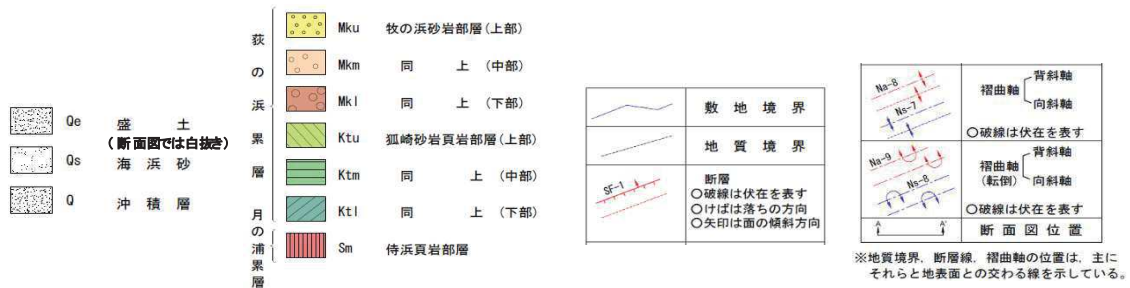 Qe 盛 土
(断面図では白抜き)
Qs 海 浜 砂
Q 沖 積 層
荻の浜累層
Mku 牧の浜砂岩部層(上部)
Mkm 同 上 (中部)
Mkl 同 上 (下部)
Ktu 狐崎砂岩頁岩部層(上部)
Ktm 同 上 (中部)
Ktl 同 上 (下部)
月の浦累層
Sm 侍浜頁岩部層
敷 地 境 界
地 質 境 界
SF-1
断層
○破線は伏在を表す
○けばは落ちの方向
○矢印は面の傾斜方向
Na-8
Ns-7
褶曲軸
背斜軸
向斜軸
○破線は伏在を表す
Na-9
Ns-8
褶曲軸
(転倒)
背斜軸
向斜軸
○破線は伏在を表す
A A'
断 面 図 位 置
※地質境界, 断層線, 褶曲軸の位置は, 主に
それらと地表面との交わる線を示している。